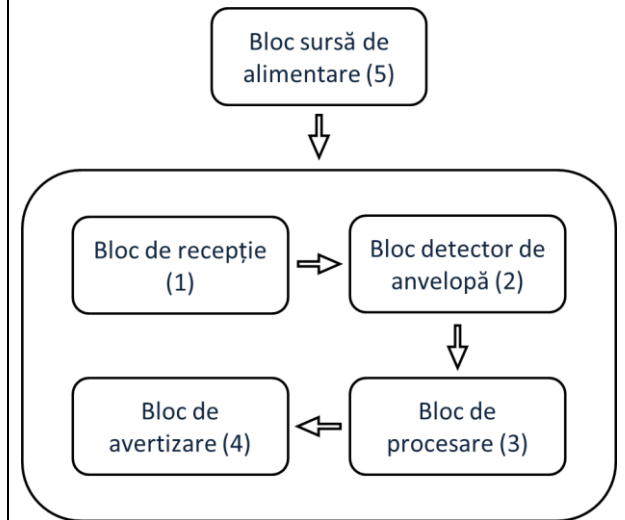 Bloc sursă de
alimentare (5)
Bloc de recepție
(1)
Bloc detector de
anvelopă (2)
Bloc de
avertizare (4)
Bloc de
procesare (3)